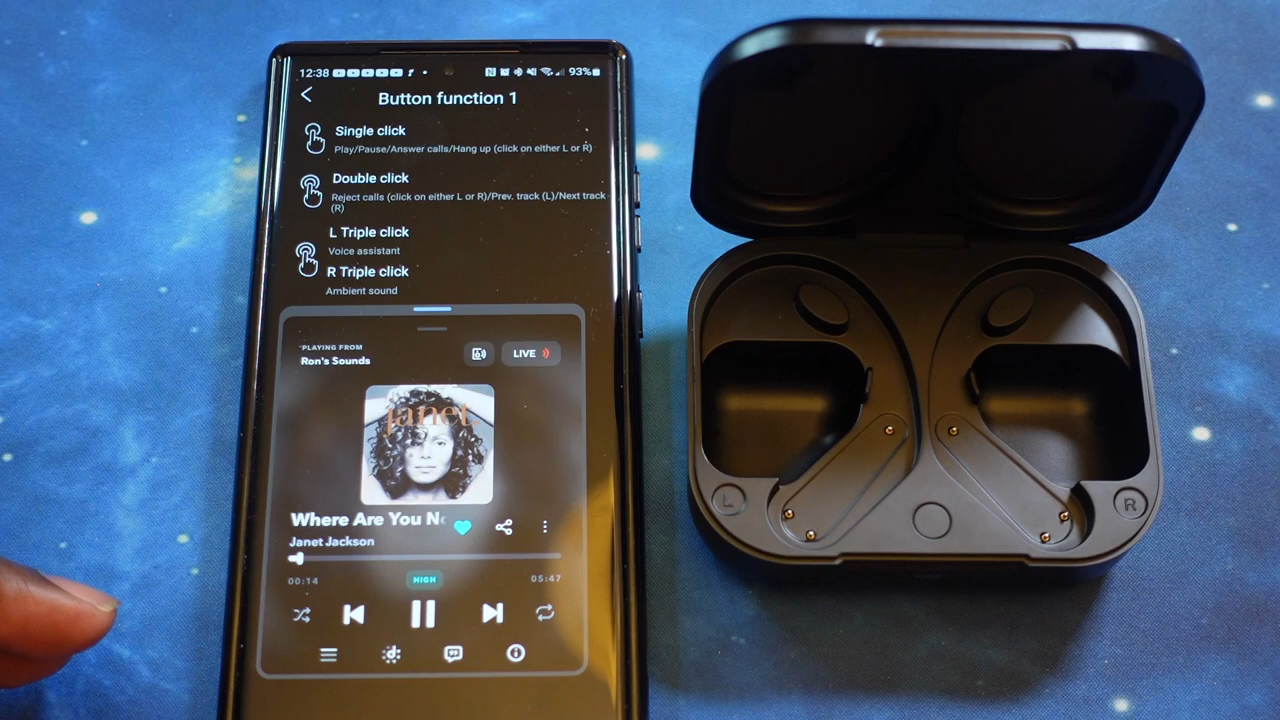 12:38
93%
Button function 1
Single click
Play/Pause/Answer calls/Hang up (click on either L or R)
Double click
Reject calls (click on either L or R)/Prev. track (L)/Next track
(R)
L Triple click
Voice assistant
R Triple click
Ambient sound
PLAYING FROM
Ron's Sounds
LIVE
janet.
Where Are You N
Janet Jackson
00:14
HIGH
05:47
L
R